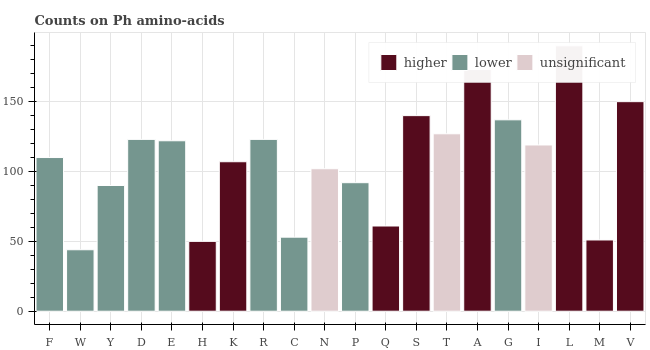 Counts on Ph amino-acids
higher lower unsignificant
150
100
50
0
F W Y D E H K R C N P Q S T A G I L M V